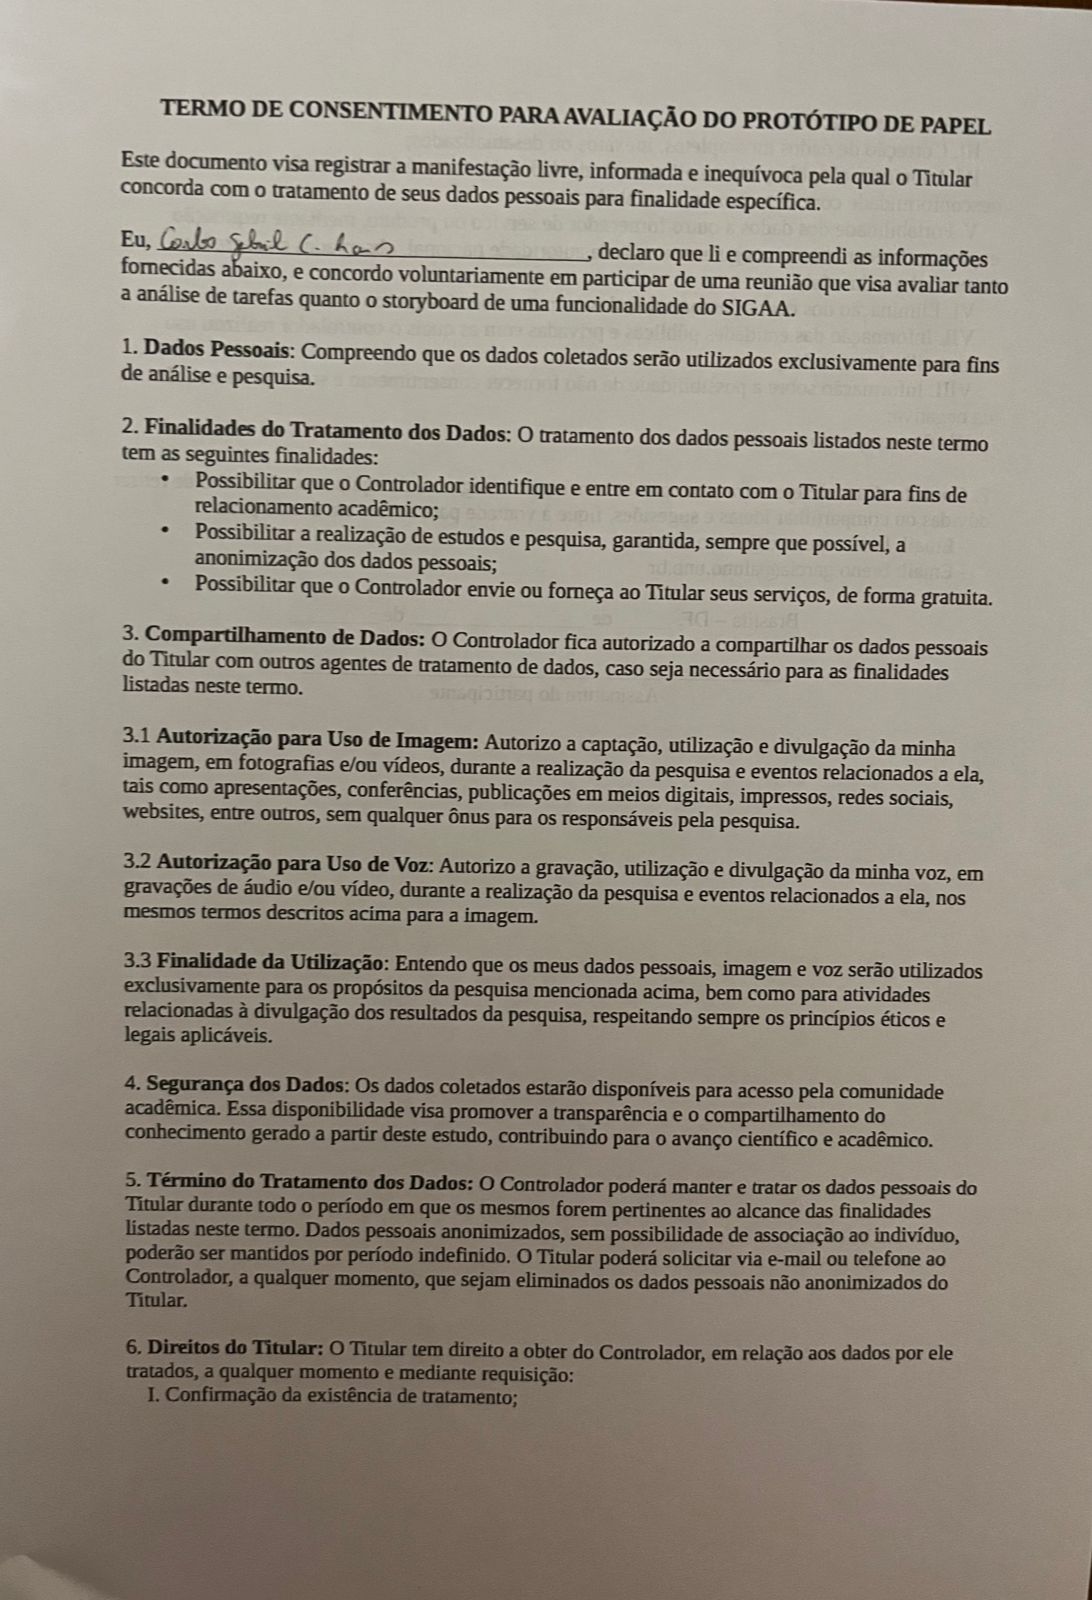 TERMO DE CONSENTIMENTO PARA AVALIAÇÃO DO PROTÓTIPO DE PAPEL
Este documento visa registrar a manifestação livre, informada e inequívoca pela qual o Titular
concorda com o tratamento de seus dados pessoais para finalidade específica.
Eu, C., declaro que li e compreendi as informações
fornecidas abaixo, e concordo voluntariamente em participar de uma reunião que visa avaliar tanto
a análise de tarefas quanto o storyboard de uma funcionalidade do SIGAA.
1. Dados Pessoais: Compreendo que os dados coletados serão utilizados exclusivamente para fins
de análise e pesquisa.
2. Finalidades do Tratamento dos Dados: O tratamento dos dados pessoais listados neste termo
tem as seguintes finalidades:
• Possibilitar que o Controlador identifique e entre em contato com o Titular para fins de
relacionamento acadêmico;
• Possibilitar a realização de estudos e pesquisa, garantida, sempre que possível, a
anonimização dos dados pessoais;
• Possibilitar que o Controlador envie ou forneça ao Titular seus serviços, de forma gratuita.
3. Compartilhamento de Dados: O Controlador fica autorizado a compartilhar os dados pessoais
do Titular com outros agentes de tratamento de dados, caso seja necessário para as finalidades
listadas neste termo.
3.1 Autorização para Uso de Imagem: Autorizo a captação, utilização e divulgação da minha
imagem, em fotografias e/ou vídeos, durante a realização da pesquisa e eventos relacionados a ela,
tais como apresentações, conferências, publicações em meios digitais, impressos, redes sociais,
websites, entre outros, sem qualquer ônus para os responsáveis pela pesquisa.
3.2 Autorização para Uso de Voz: Autorizo a gravação, utilização e divulgação da minha voz, em
gravações de áudio e/ou vídeo, durante a realização da pesquisa e eventos relacionados a ela, nos
mesmos termos descritos acima para a imagem.
3.3 Finalidade da Utilização: Entendo que os meus dados pessoais, imagem e voz serão utilizados
exclusivamente para os propósitos da pesquisa mencionada acima, bem como para atividades
relacionadas à divulgação dos resultados da pesquisa, respeitando sempre os princípios éticos e
legais aplicáveis.
4. Segurança dos Dados: Os dados coletados estarão disponíveis para acesso pela comunidade
acadêmica. Essa disponibilidade visa promover a transparência e o compartilhamento do
conhecimento gerado a partir deste estudo, contribuindo para o avanço científico e acadêmico.
5. Término do Tratamento dos Dados: O Controlador poderá manter e tratar os dados pessoais do
Titular durante todo o período em que os mesmos forem pertinentes ao alcance das finalidades
listadas neste termo. Dados pessoais anonimizados, sem possibilidade de associação ao indivíduo,
poderão ser mantidos por período indefinido. O Titular poderá solicitar via e-mail ou telefone ao
Controlador, a qualquer momento, que sejam eliminados os dados pessoais não anonimizados do
Titular.
6. Direitos do Titular: O Titular tem direito a obter do Controlador, em relação aos dados por ele
tratados, a qualquer momento e mediante requisição:
I. Confirmação da existência de tratamento;